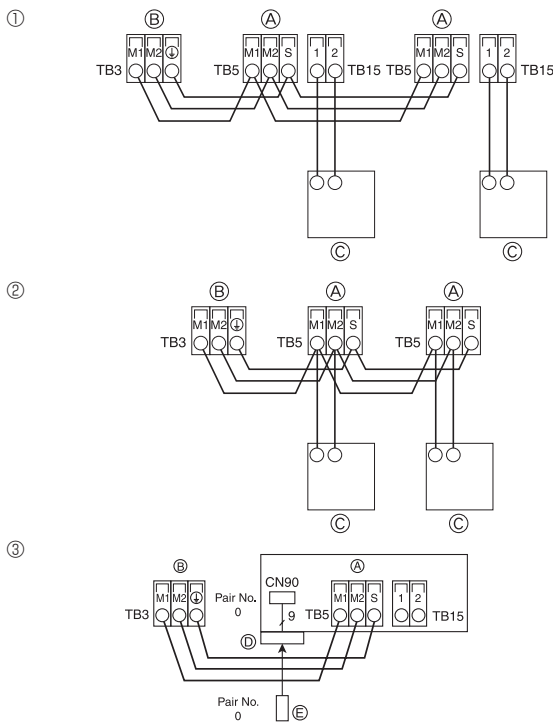 ①
Ⓑ Ⓐ Ⓐ
M1 M2 ⏚ M1 M2 S 1 2 M1 M2 S 1 2
TB3 TB5 TB15 TB5 TB15
Ⓒ Ⓒ
②
Ⓑ Ⓐ Ⓐ
M1 M2 ⏚ M1 M2 S M1 M2 S
TB3 TB5 TB5
Ⓒ Ⓒ
③
Ⓑ Ⓐ
CN90
M1 M2 ⏚ Pair No. M1 M2 S 1 2
TB3 0 9 TB5 TB15
Ⓓ
Pair No.
0 Ⓔ